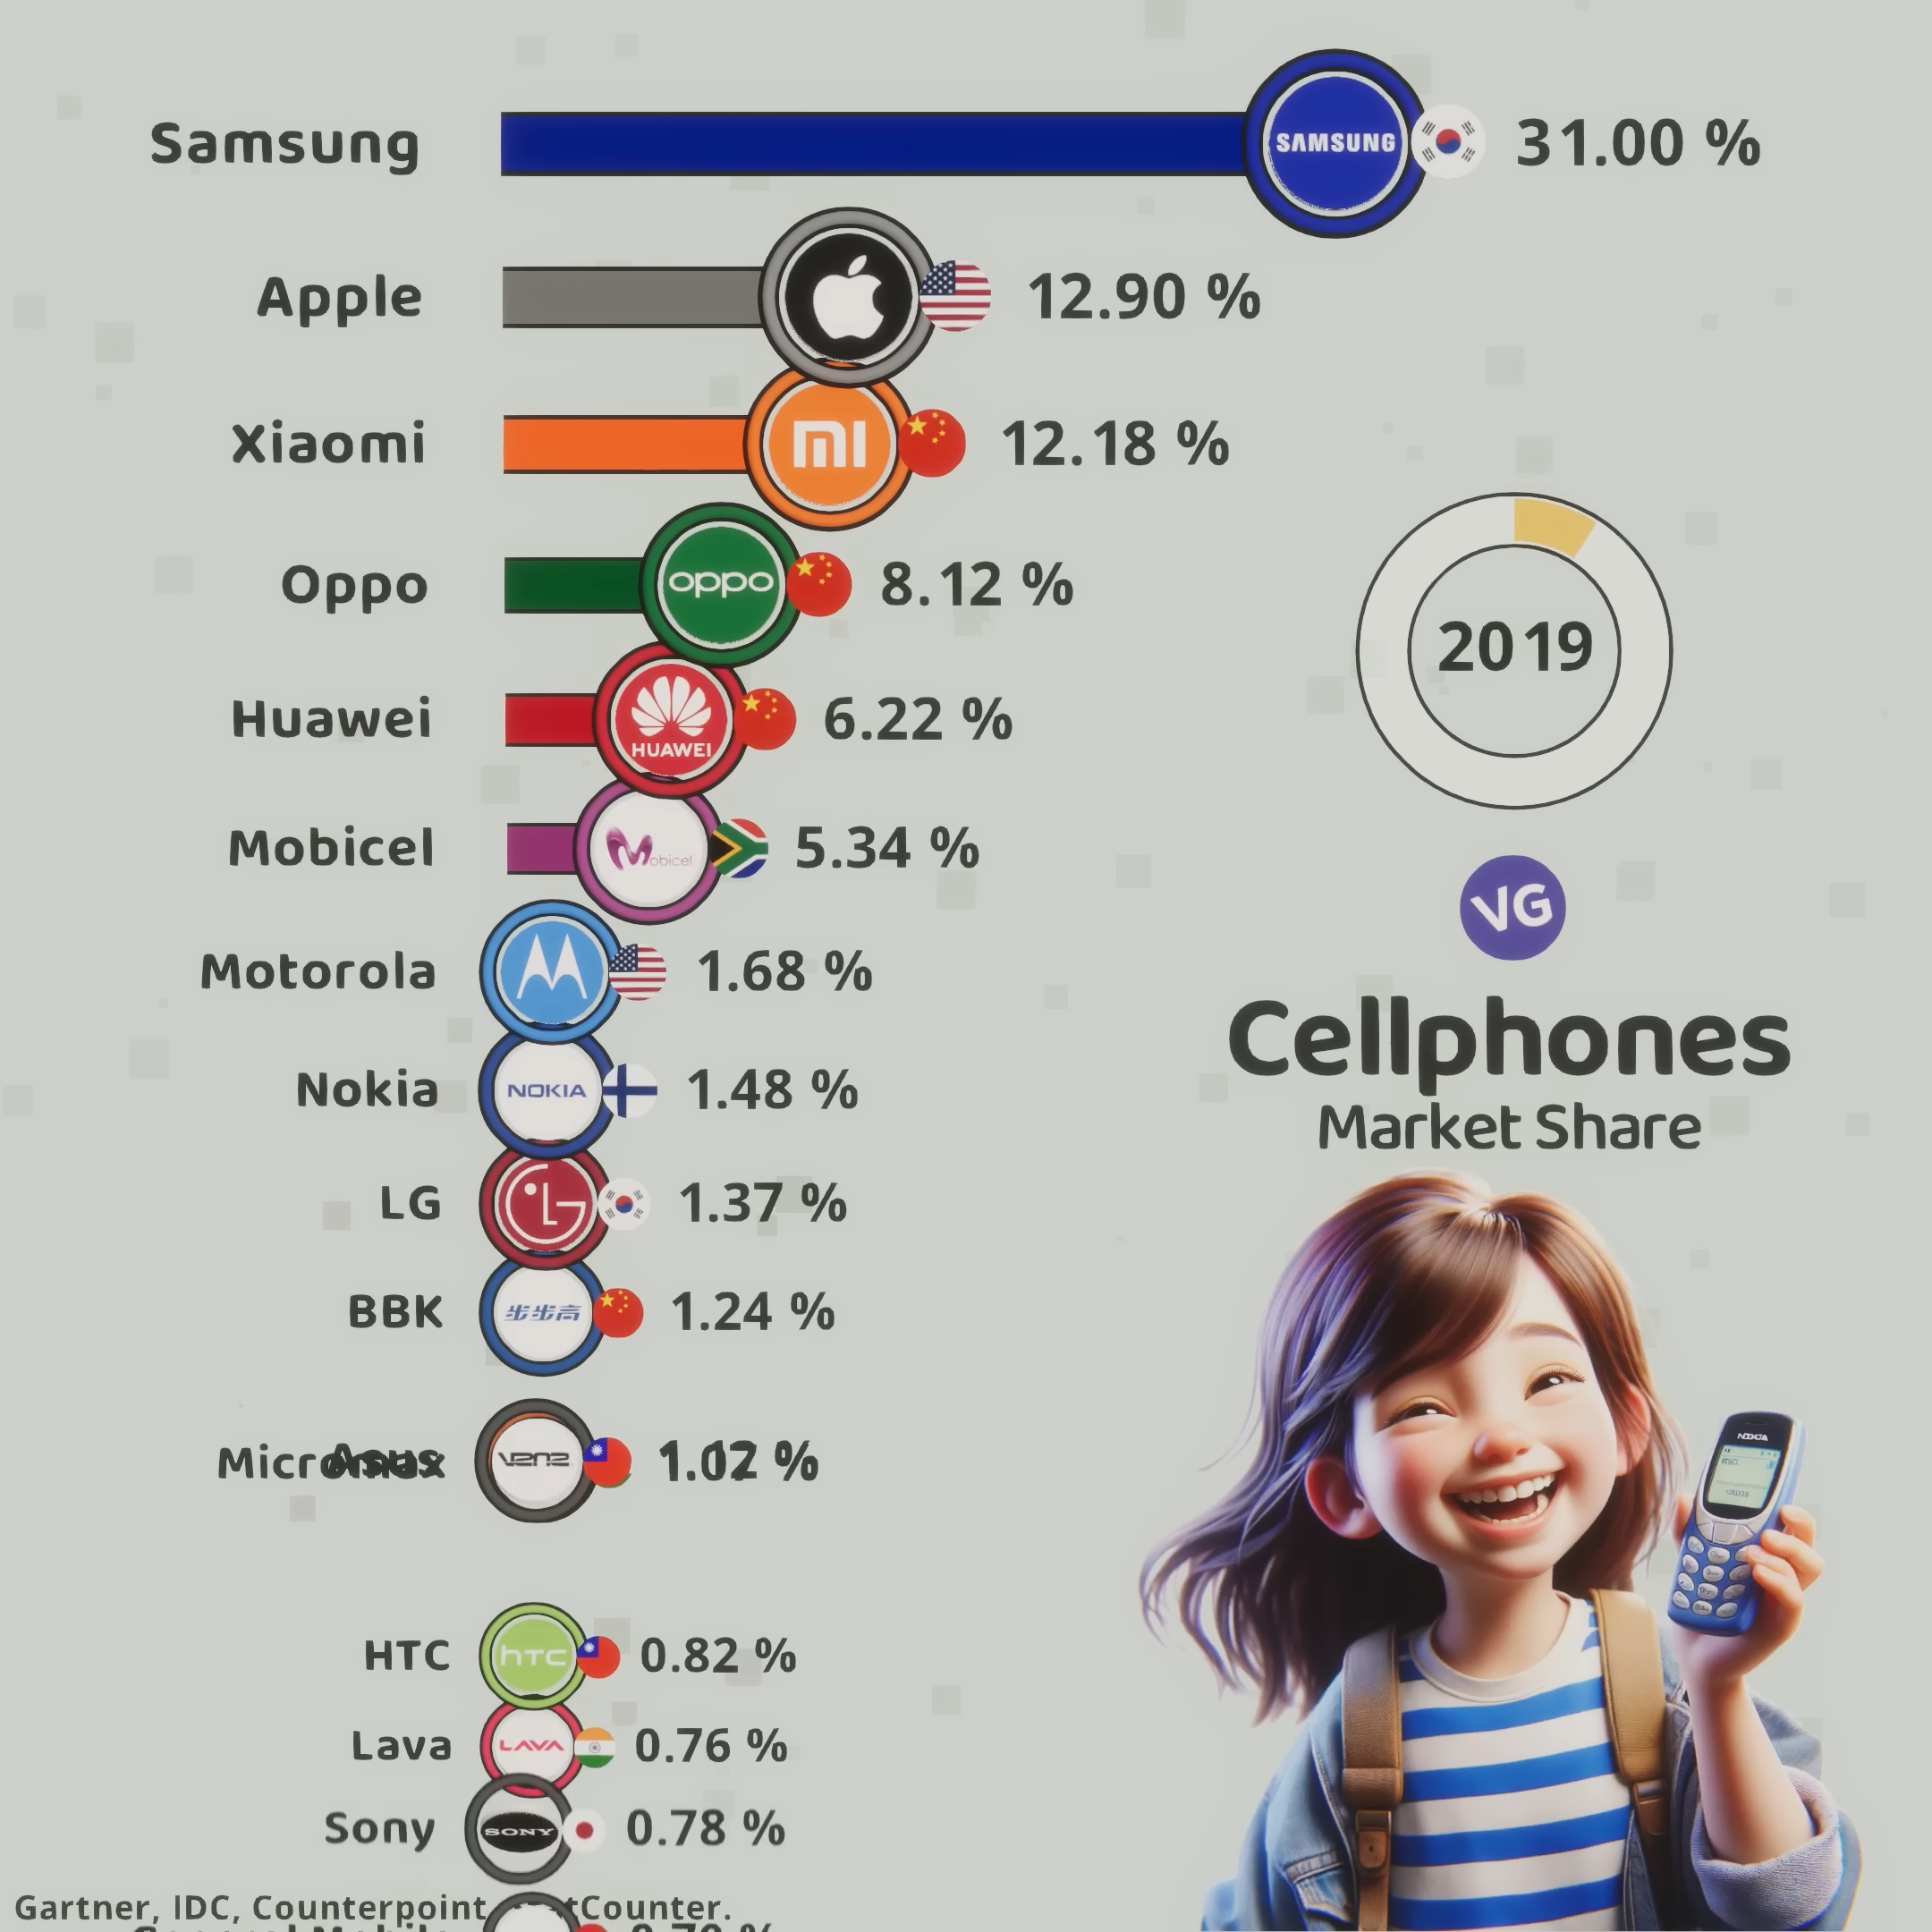 Samsung SAMSUNG 31.00 %
Apple 12.90 %
Xiaomi MI 12.18 %
Oppo oppo 8.12 %
Huawei HUAWEI 6.22 %
Mobicel Mobicel 5.34 %
Motorola 1.68 %
Nokia NOKIA 1.48 %
LG LG 1.37 %
BBK 步步高 1.24 %
HTC hTC 0.82 %
Lava LAVA 0.76 %
Sony SONY 0.78 %
Gartner, IDC, Counterpoint
2019
VG
Cellphones
Market Share